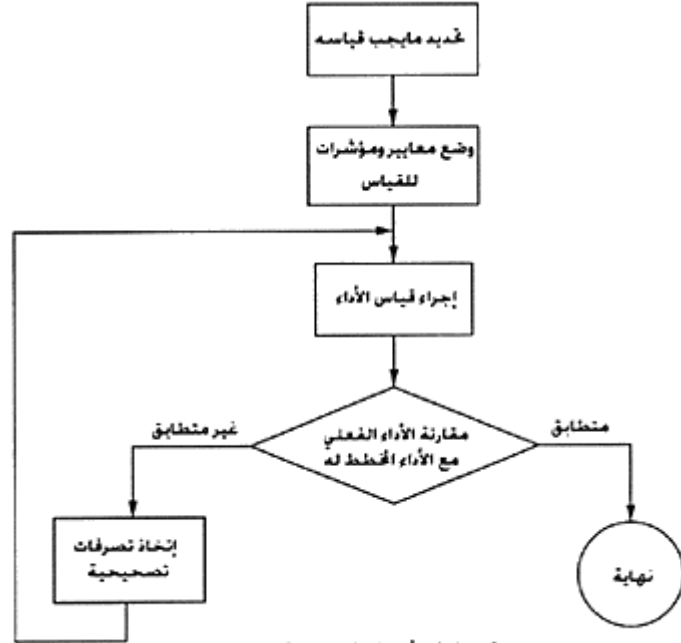 تحديد مايجب قياسه
وضع معايير ومؤشرات
للقياس
إجراء قياس الأداء
مقارنة الأداء الفعلي
مع الأداء المخطط له
متطابق
غير متطابق
إتخاذ تصرفات
تصحيحية
نهاية